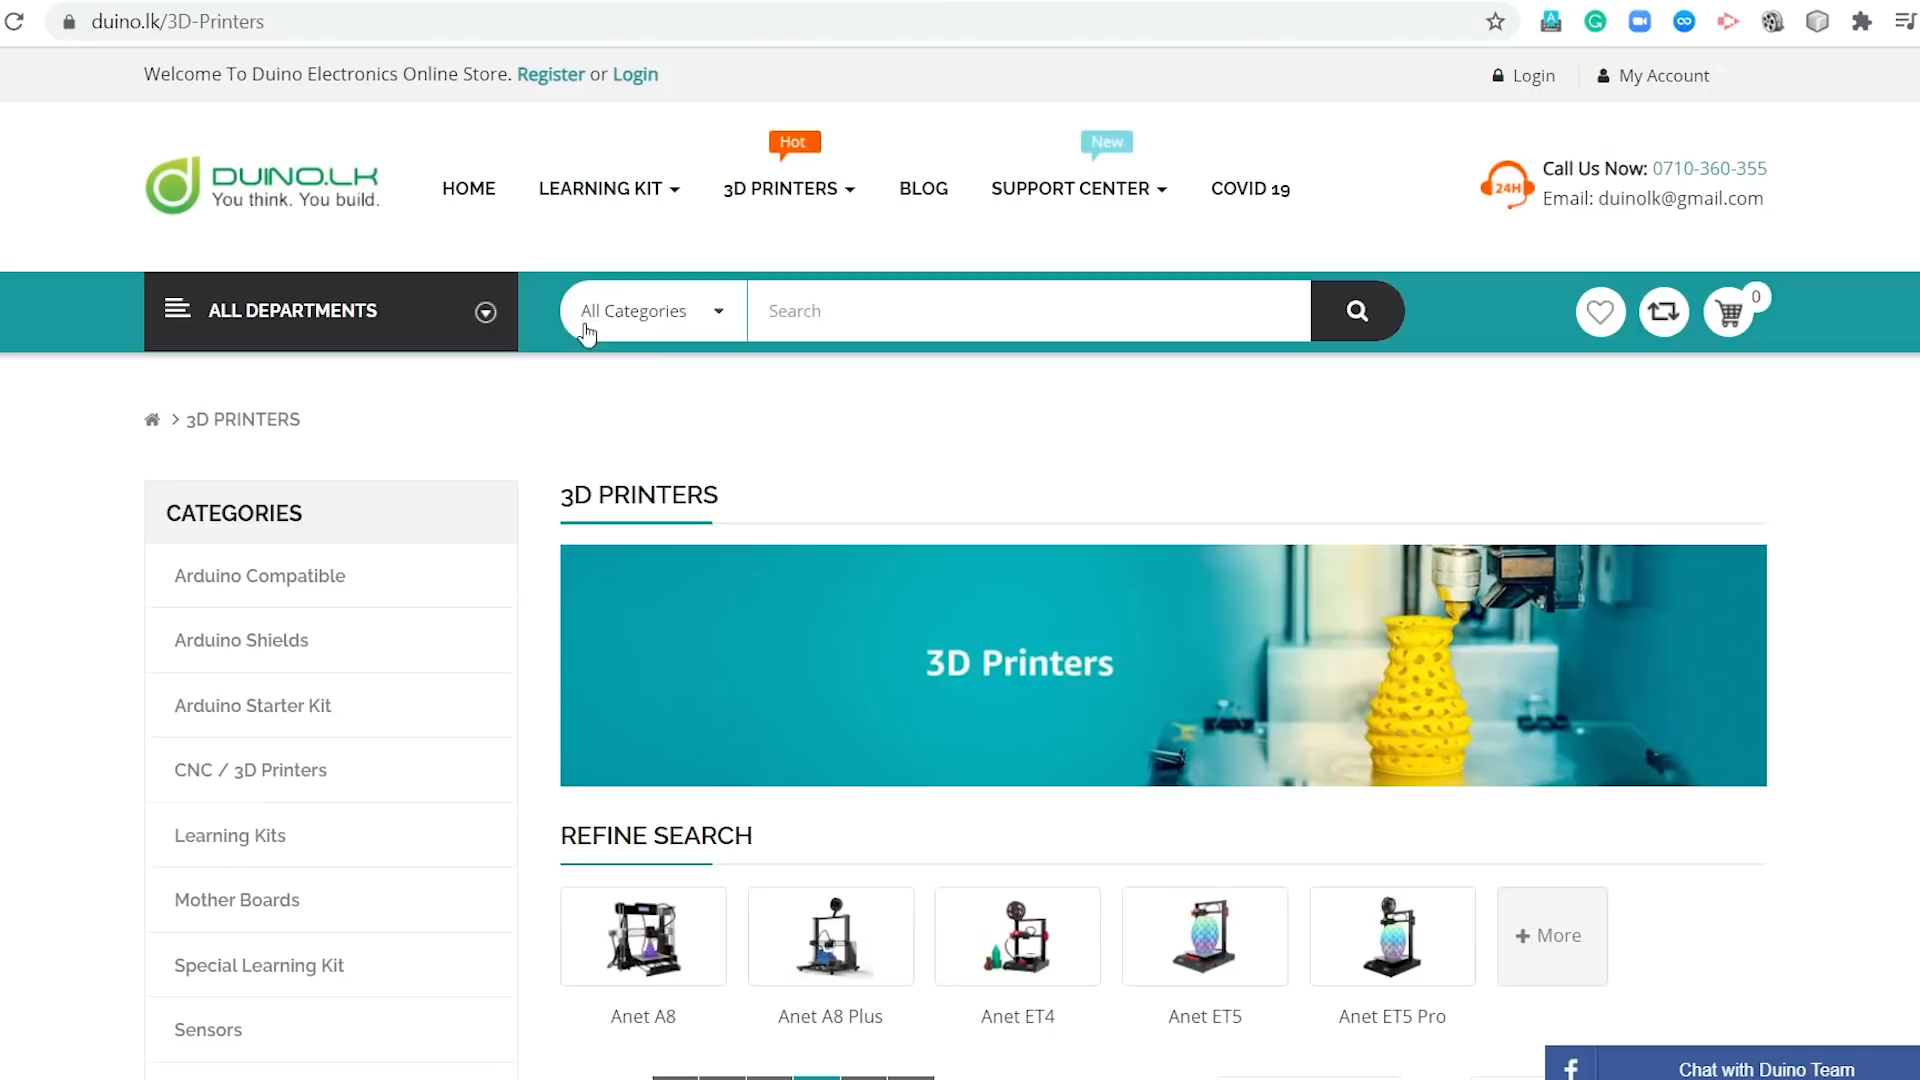 duino.lk/3D-Printers
Welcome To Duino Electronics Online Store. Register or Login
Login
My Account
Hot
New
DUINO.LK
You think. You build.
HOME
LEARNING KIT
3D PRINTERS
BLOG
SUPPORT CENTER
COVID 19
24H
Call Us Now: 0710-360-355
Email: duinolk@gmail.com
ALL DEPARTMENTS
All Categories
Search
0
3D PRINTERS
CATEGORIES
Arduino Compatible
Arduino Shields
Arduino Starter Kit
CNC / 3D Printers
Learning Kits
Mother Boards
Special Learning Kit
Sensors
3D PRINTERS
3D Printers
REFINE SEARCH
Anet A8
Anet A8 Plus
Anet ET4
Anet ET5
Anet ET5 Pro
+ More
Chat with Duino Team